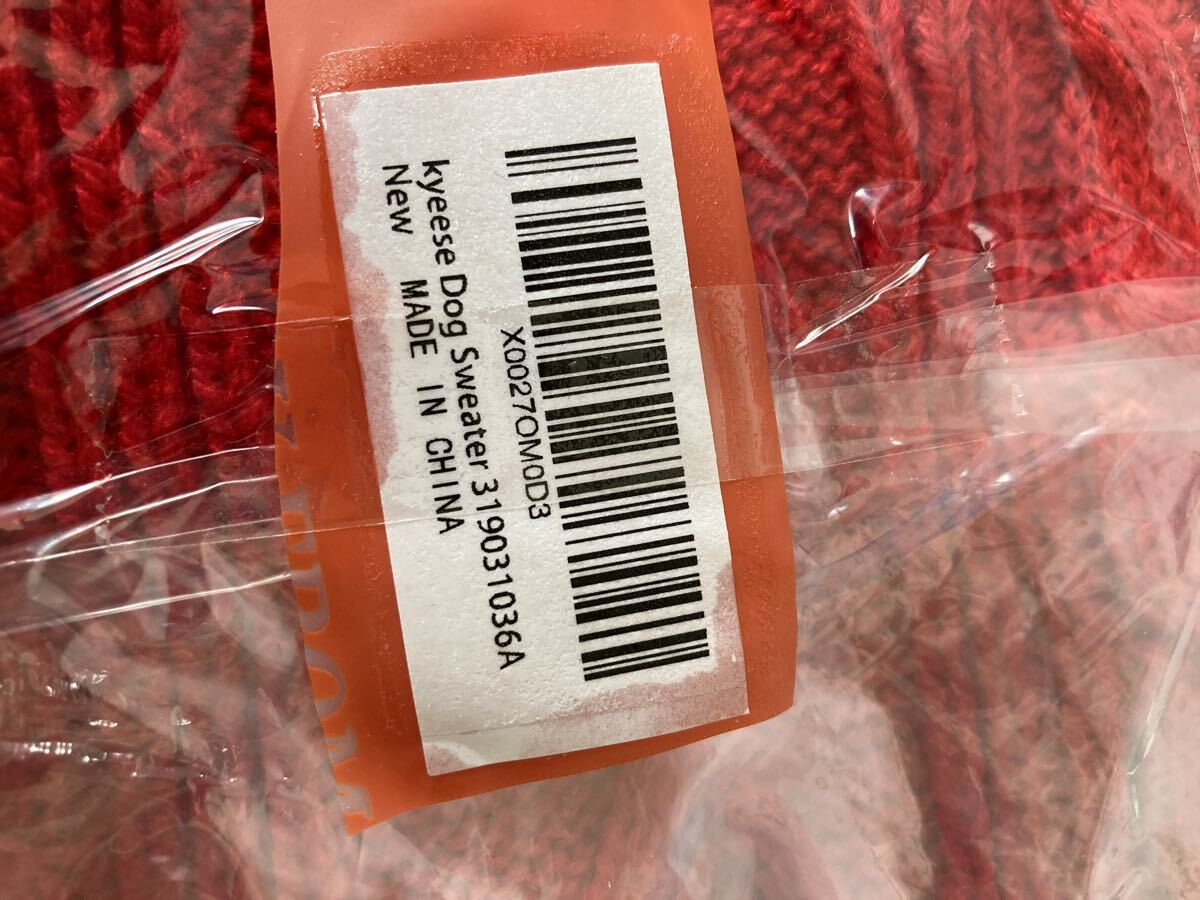 X0027OM0D3
kyeese Dog Sweater 319031036A
New MADE IN CHINA